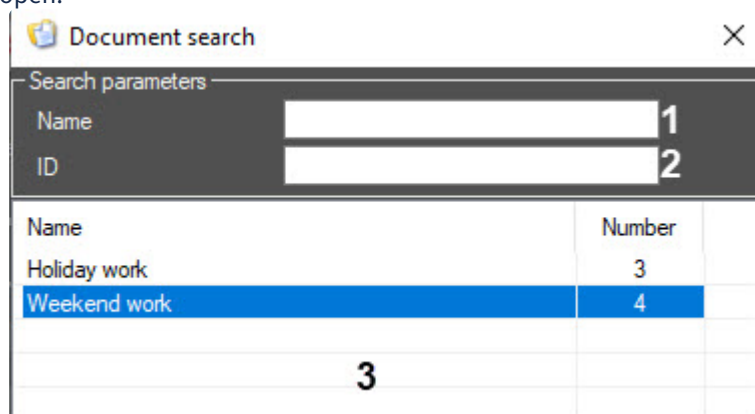 open.
Document search
Search parameters
Name 1
ID 2
Name Number
Holiday work 3
Weekend work 4
3